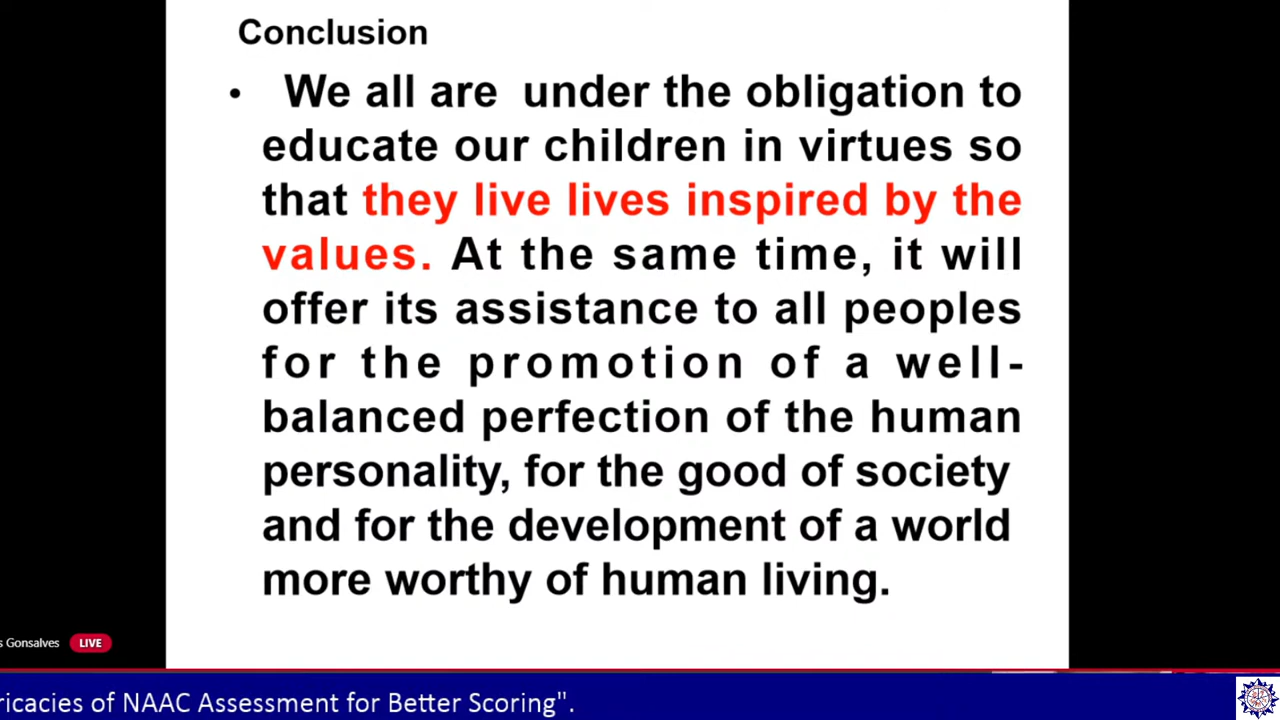 Conclusion
• We all are under the obligation to
educate our children in virtues so
that they live lives inspired by the
values. At the same time, it will
offer its assistance to all peoples
for the promotion of a well-
balanced perfection of the human
personality, for the good of society
and for the development of a world
more worthy of human living.
s Gonsalves LIVE
ricacies of NAAC Assessment for Better Scoring".